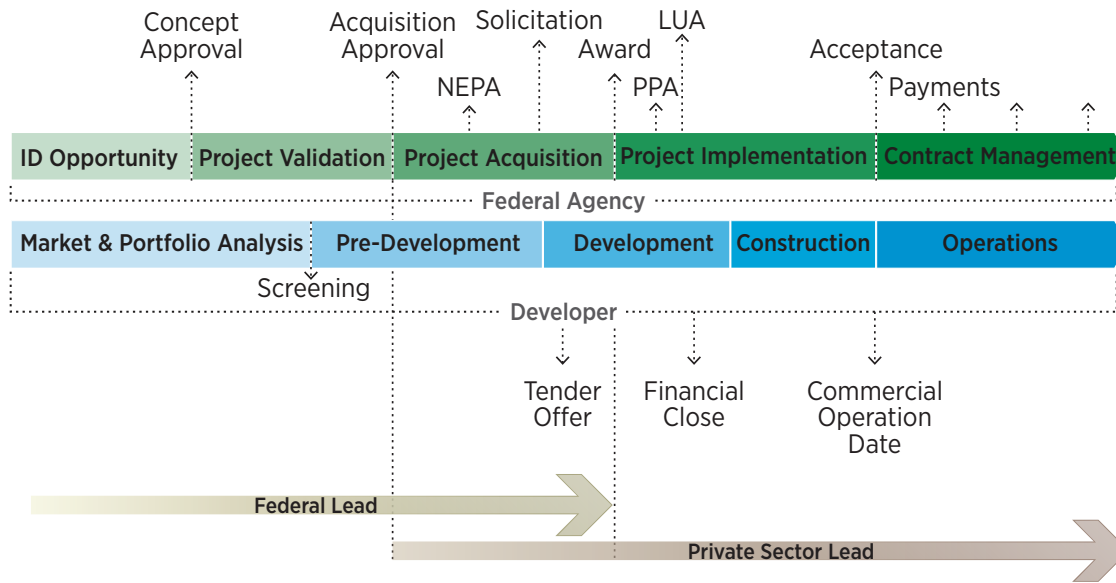 Concept
Approval
Acquisition
Approval
Solicitation
NEPA
Award
LUA
PPA
Acceptance
Payments
ID Opportunity
Project Validation
Project Acquisition
Project Implementation
Contract Management
Federal Agency
Market & Portfolio Analysis
Pre-Development
Development
Construction
Operations
Screening
Developer
Tender
Offer
Financial
Close
Commercial
Operation
Date
Federal Lead
Private Sector Lead